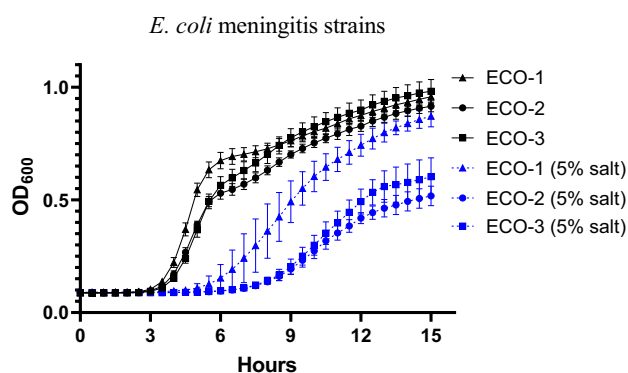 E. coli meningitis strains
1.0
0.5
0.0
OD600
0 3 6 9 12 15
Hours
ECO-1
ECO-2
ECO-3
ECO-1 (5% salt)
ECO-2 (5% salt)
ECO-3 (5% salt)